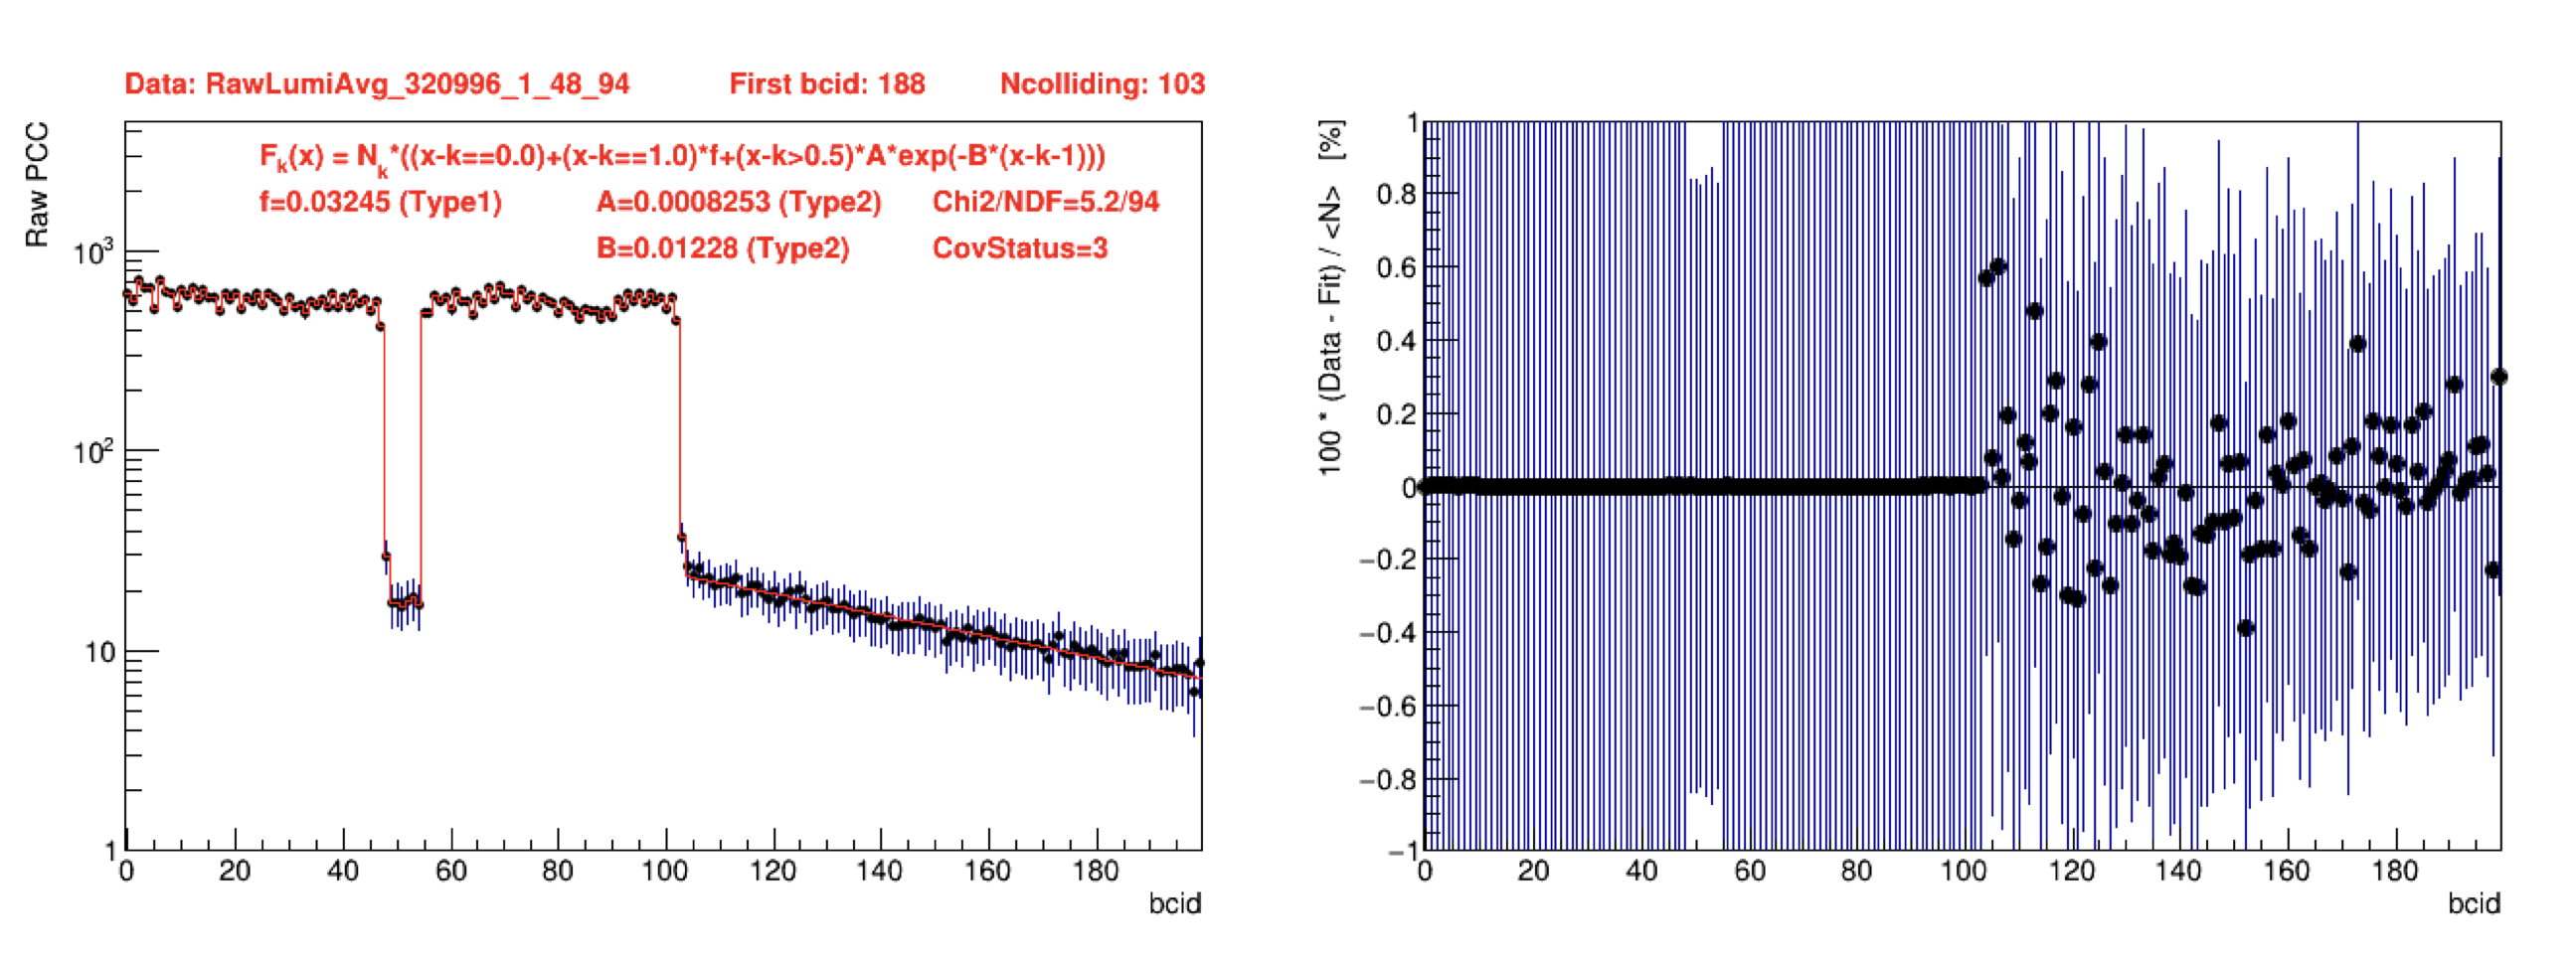 Data: RawLumiAvg_320996_1_48_94 First bcid: 188 Ncolliding: 103
Raw PCC
Fk(x) = Nk*((x-k==0.0)+(x-k==1.0)*f+(x-k>0.5)*A*exp(-B*(x-k-1)))
f=0.03245 (Type1) A=0.0008253 (Type2) Chi2/NDF=5.2/94
B=0.01228 (Type2) CovStatus=3
10³
10²
10
1
0 20 40 60 80 100 120 140 160 180
bcid
100 * (Data - Fit) / <N> [%]
1
0.8
0.6
0.4
0.2
0
−0.2
−0.4
−0.6
−0.8
−1
0 20 40 60 80 100 120 140 160 180
bcid